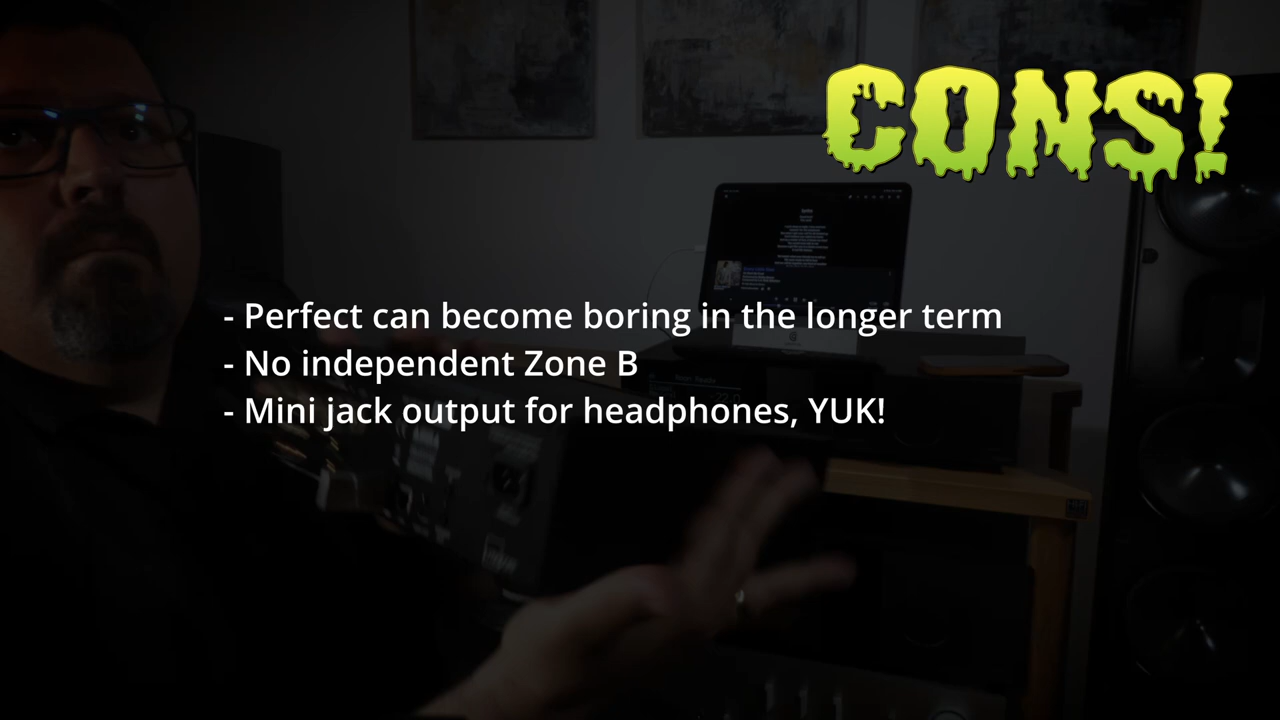 CONS!
- Perfect can become boring in the longer term
- No independent Zone B
- Mini jack output for headphones, YUK!